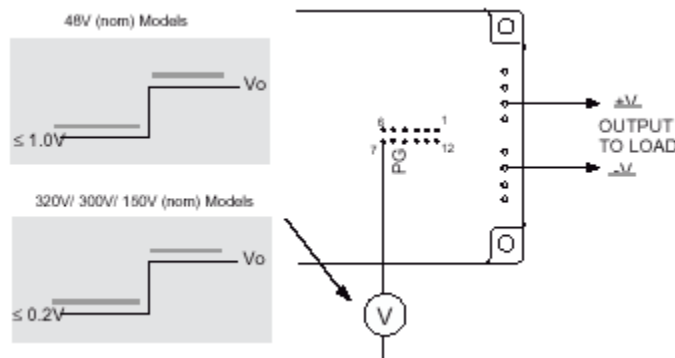 48V (nom) Models
Vo
≤ 1.0V
320V/ 300V/ 150V (nom) Models
Vo
≤ 0.2V
6
1
7
12
PG
V
+V
OUTPUT
TO LOAD
-V